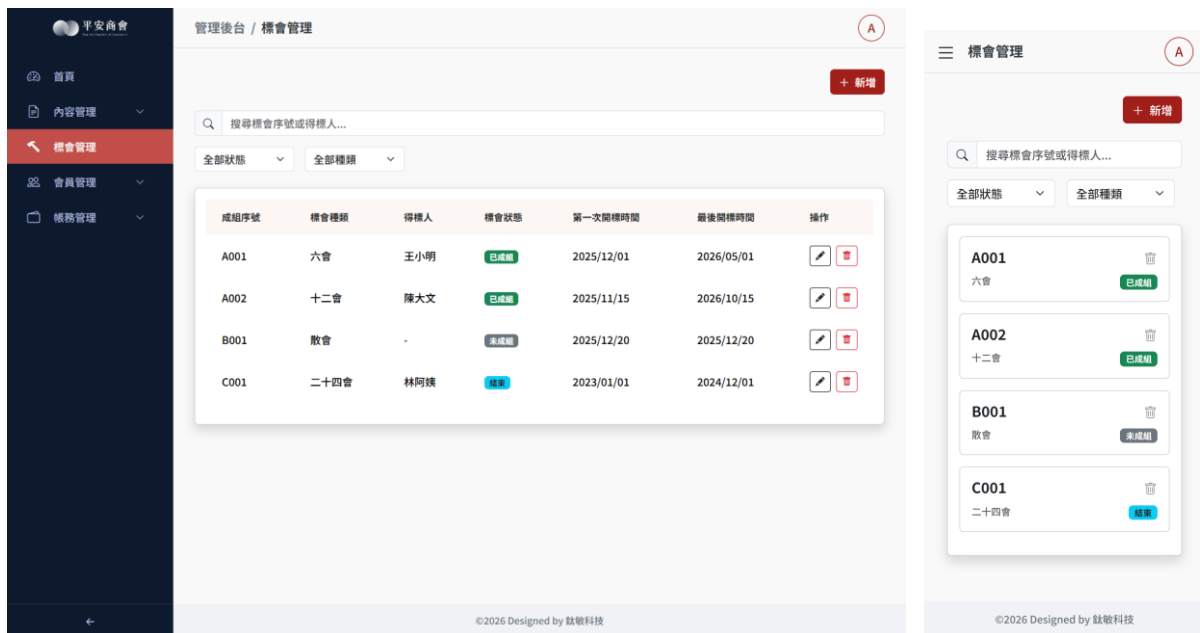 平安商會
管理後台 / 標會管理
A
首頁
內容管理
標會管理
會員管理
帳務管理
+ 新增
搜尋標會序號或得標人...
全部狀態 全部種類
成組序號 標會種類 得標人 標會狀態 第一次開標時間 最後開標時間 操作
A001 六會 王小明 已成組 2025/12/01 2026/05/01
A002 十二會 陳大文 已成組 2025/11/15 2026/10/15
B001 散會 - 未成組 2025/12/20 2025/12/20
C001 二十四會 林阿姨 結束 2023/01/01 2024/12/01
©2026 Designed by 鈦敏科技
標會管理
A
+ 新增
搜尋標會序號或得標人...
全部狀態 全部種類
A001
六會 已成組
A002
十二會 已成組
B001
散會 未成組
C001
二十四會 結束
©2026 Designed by 鈦敏科技